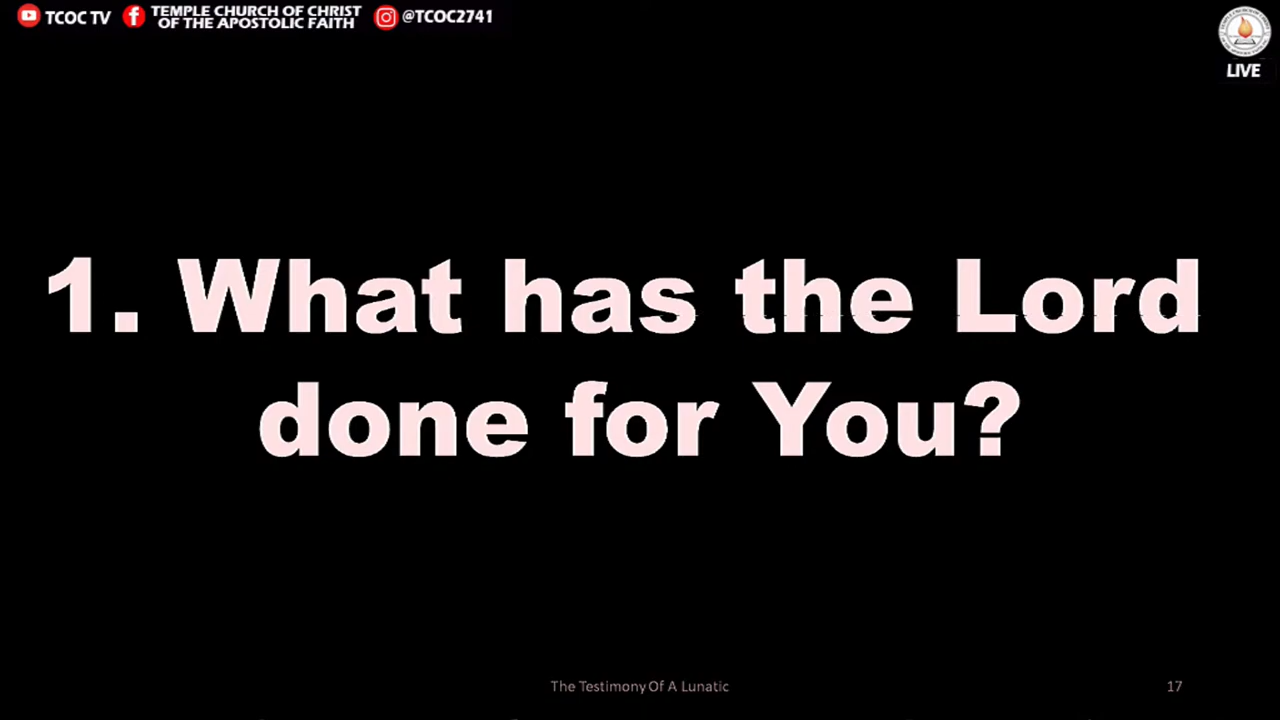 TCOC TV
TEMPLE CHURCH OF CHRIST
OF THE APOSTOLIC FAITH
@TCOC2741
LIVE
1. What has the Lord
done for You?
The Testimony Of A Lunatic
17